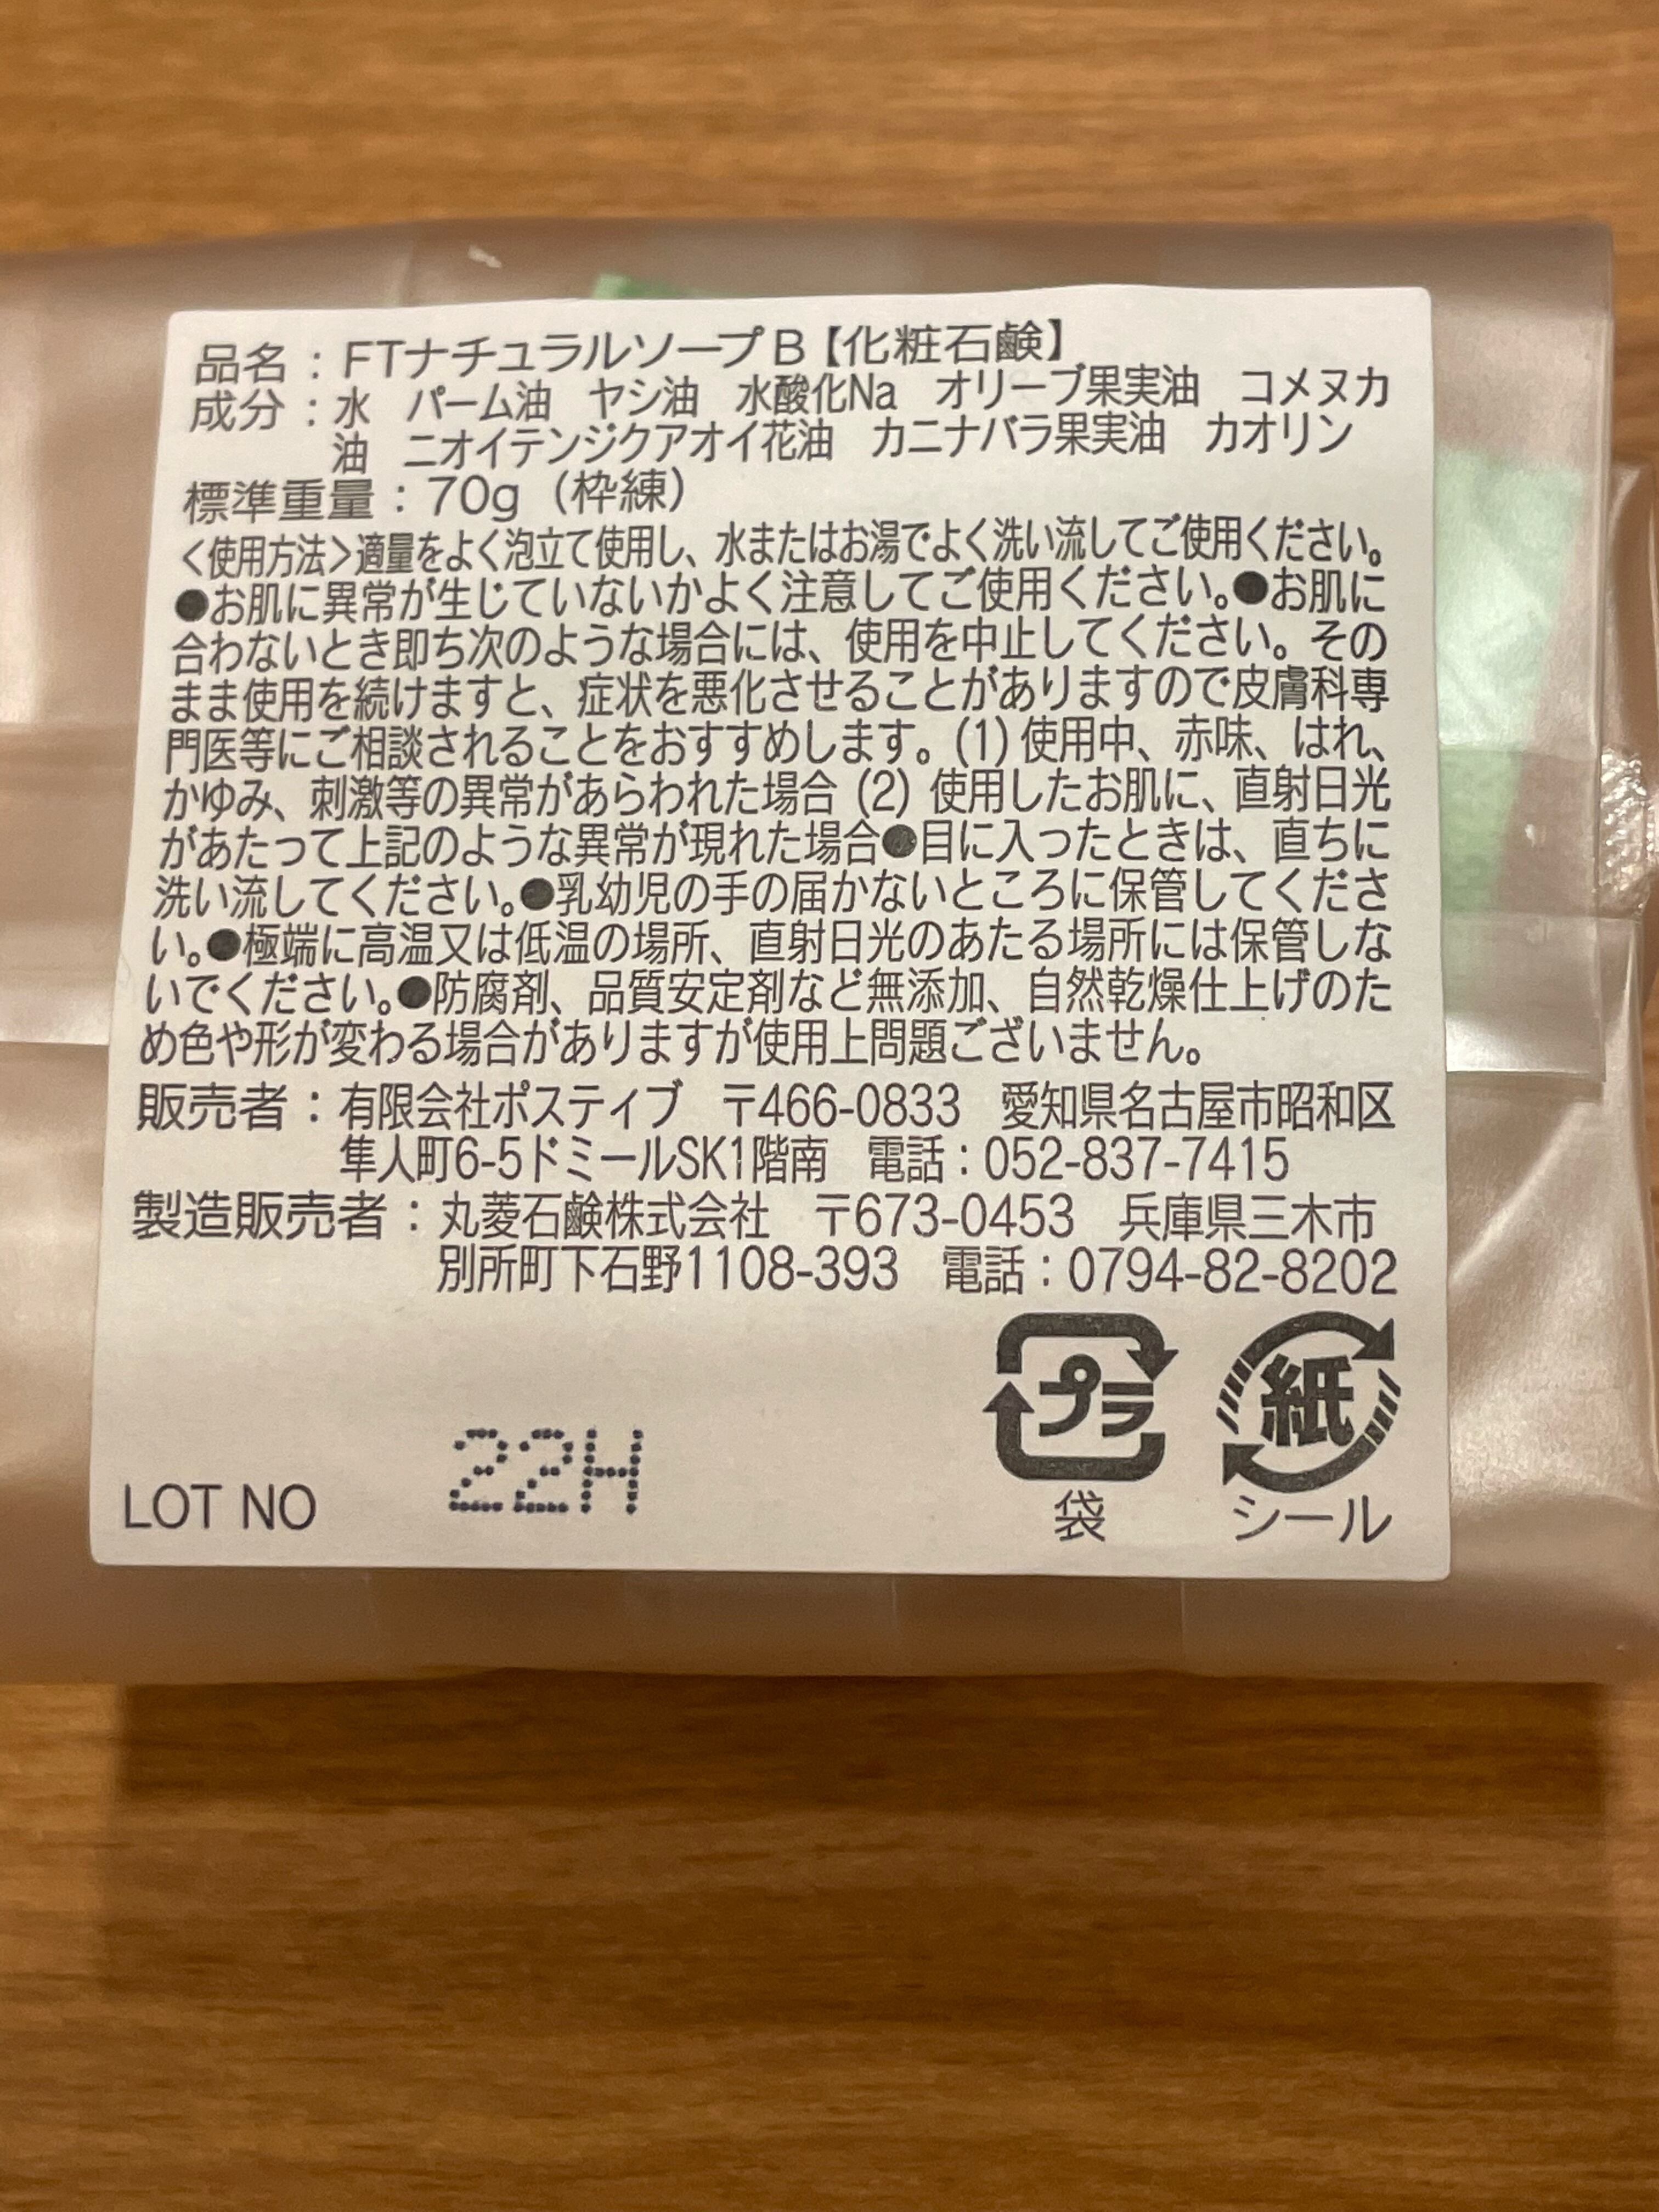 品名：FTナチュラルソープB【化粧石鹸】
成分：水　パーム油　ヤシ油　水酸化Na　オリーブ果実油　コメヌカ
油　ニオイテンジクアオイ花油　カニナバラ果実油　カオリン
標準重量：70g（枠練）
＜使用方法＞適量をよく泡立て使用し、水またはお湯でよく洗い流してご使用ください。
●お肌に異常が生じていないかよく注意してご使用ください。●お肌に
合わないとき即ち次のような場合には、使用を中止してください。その
まま使用を続けますと、症状を悪化させることがありますので皮膚科専
門医等にご相談されることをおすすめします。(1)使用中、赤味、はれ、
かゆみ、刺激等の異常があらわれた場合 (2) 使用したお肌に、直射日光
があたって上記のような異常が現れた場合●目に入ったときは、直ちに
洗い流してください。●乳幼児の手の届かないところに保管してくださ
い。●極端に高温又は低温の場所、直射日光のあたる場所には保管しな
いでください。●防腐剤、品質安定剤など無添加、自然乾燥仕上げのた
め色や形が変わる場合がありますが使用上問題ございません。
販売者：有限会社ポスティブ　〒466-0833　愛知県名古屋市昭和区
隼人町6-5ドミールSK1階南　電話：052-837-7415
製造販売者：丸菱石鹸株式会社　〒673-0453　兵庫県三木市
別所町下石野1108-393　電話：0794-82-8202
プラ 紙
袋 シール
LOT NO 22H